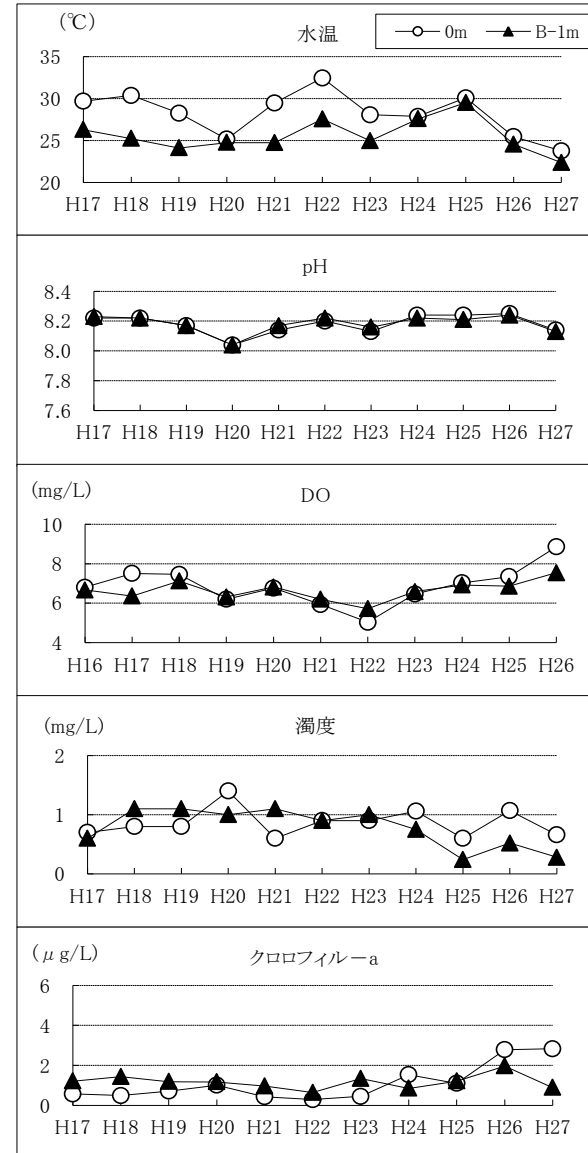 (℃)
水温
0m B-1m
35
30
25
20
H17 H18 H19 H20 H21 H22 H23 H24 H25 H26 H27
pH
8.4
8.2
8.0
7.8
7.6
H17 H18 H19 H20 H21 H22 H23 H24 H25 H26 H27
(mg/L)
DO
10
8
6
4
H16 H17 H18 H19 H20 H21 H22 H23 H24 H25 H26
(mg/L)
濁度
2
1
0
H17 H18 H19 H20 H21 H22 H23 H24 H25 H26 H27
(μg/L)
クロロフィル－a
6
4
2
0
H17 H18 H19 H20 H21 H22 H23 H24 H25 H26 H27